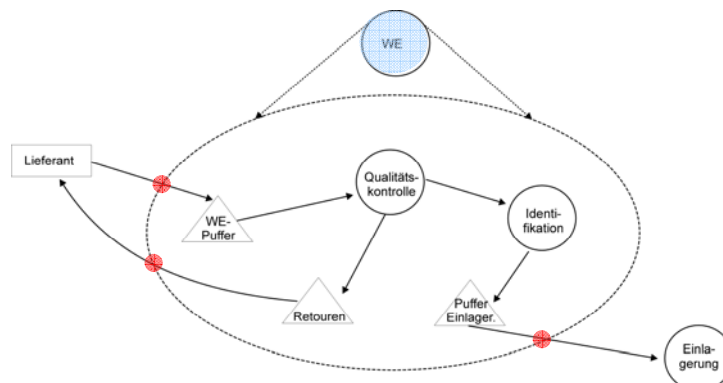 WE
Lieferant
WE-
Puffer
Qualitäts-
kontrolle
Identi-
fikation
Retouren
Puffer
Einlager.
Einla-
gerung